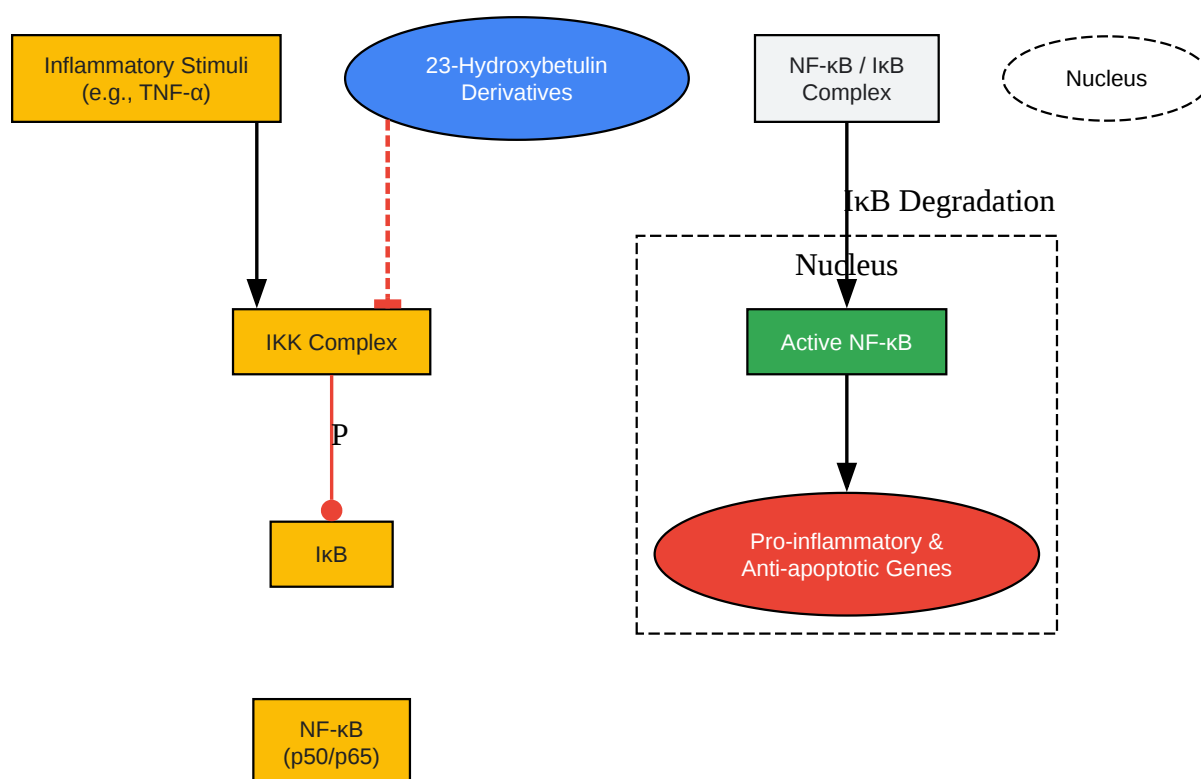 Inflammatory Stimuli
(e.g., TNF-α)
23-Hydroxybetulin
Derivatives
NF-κB / IκB
Complex
Nucleus
IκB Degradation
Nucleus
IKK Complex
Active NF-κB
P
IκB
Pro-inflammatory &
Anti-apoptotic Genes
NF-κB
(p50/p65)